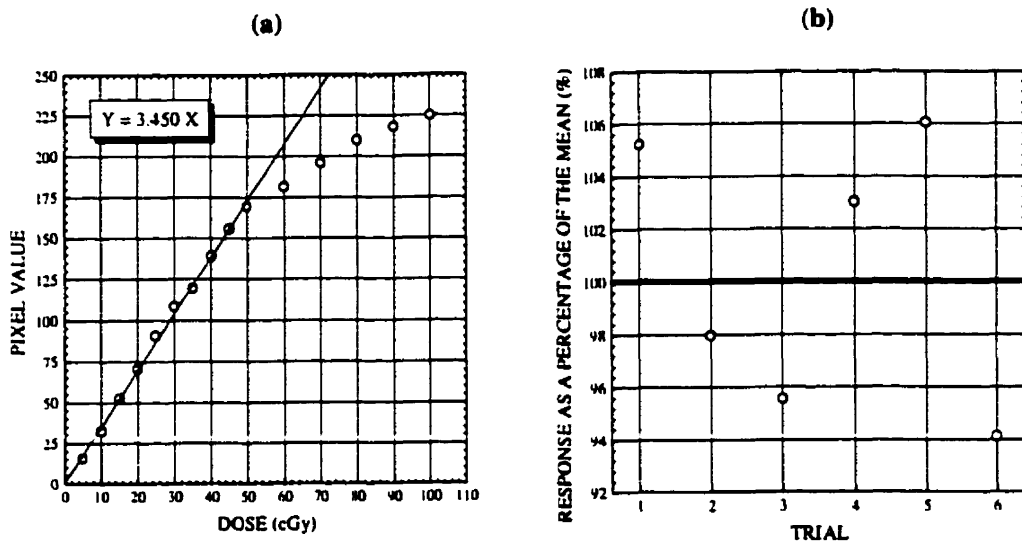 (a)
250
225
200
175
150
125
100
75
50
25
0
Y = 3.450 X
PIXEL VALUE
0 10 20 30 40 50 60 70 80 90 100 110
DOSE (cGy)
(b)
108
106
104
102
100
98
96
94
92
RESPONSE AS A PERCENTAGE OF THE MEAN (%)
1 2 3 4 5 6
TRIAL